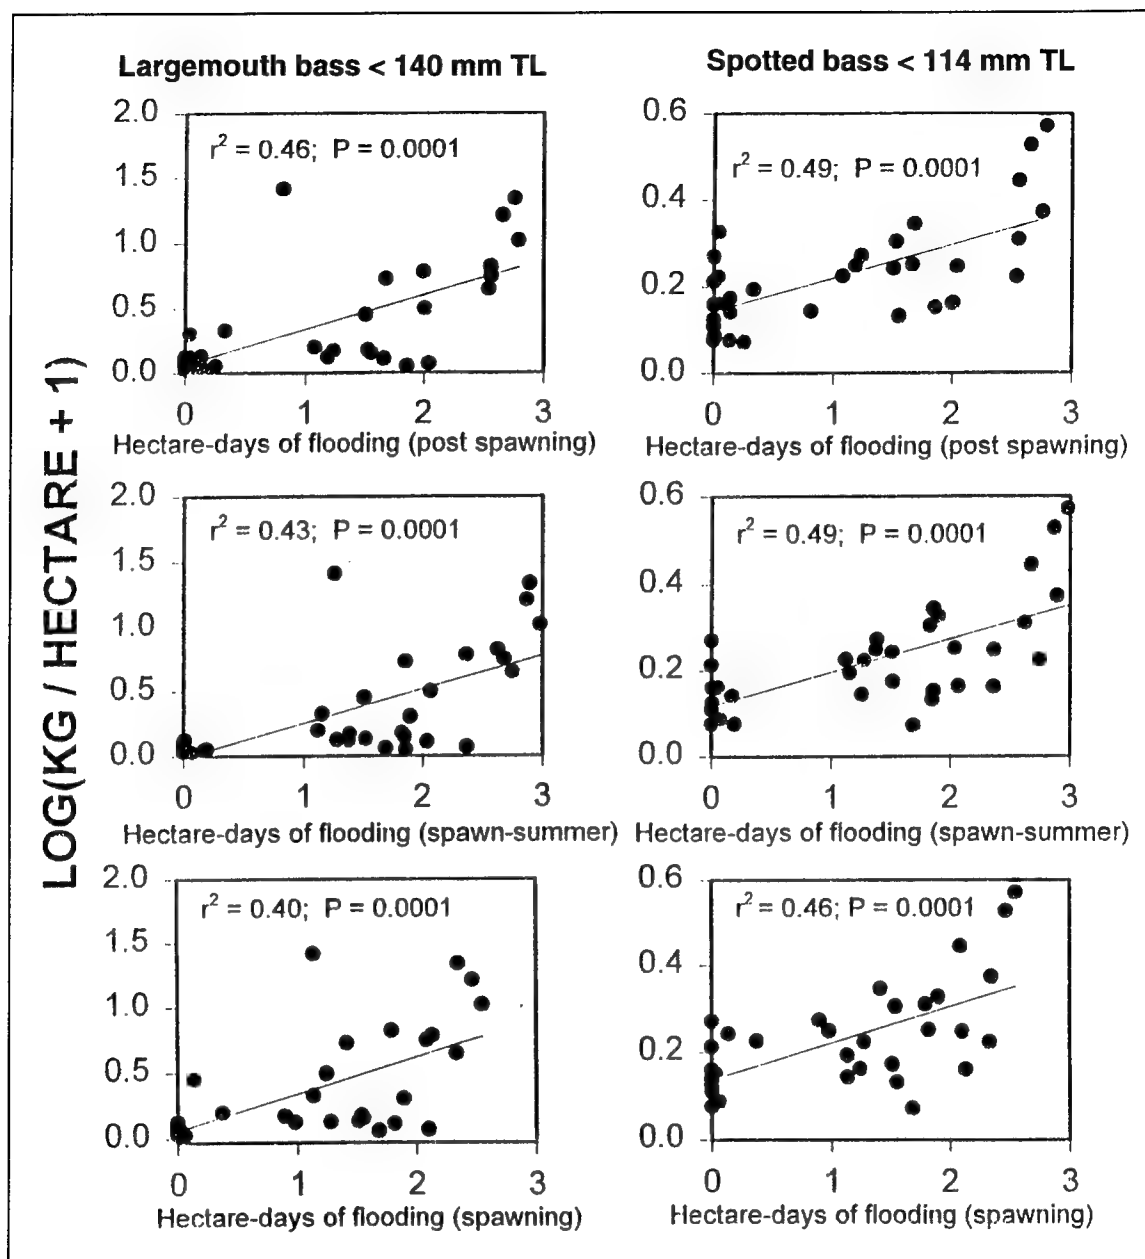 Largemouth bass < 140 mm TL
Spotted bass < 114 mm TL
LOG(KG / HECTARE + 1)
r² = 0.46; P = 0.0001
2.0
1.5
1.0
0.5
0.0
0 1 2 3
Hectare-days of flooding (post spawning)
r² = 0.49; P = 0.0001
0.6
0.4
0.2
0.0
0 1 2 3
Hectare-days of flooding (post spawning)
r² = 0.43; P = 0.0001
2.0
1.5
1.0
0.5
0.0
0 1 2 3
Hectare-days of flooding (spawn-summer)
r² = 0.49; P = 0.0001
0.6
0.4
0.2
0.0
0 1 2 3
Hectare-days of flooding (spawn-summer)
r² = 0.40; P = 0.0001
2.0
1.5
1.0
0.5
0.0
0 1 2 3
Hectare-days of flooding (spawning)
r² = 0.46; P = 0.0001
0.6
0.4
0.2
0.0
0 1 2 3
Hectare-days of flooding (spawning)